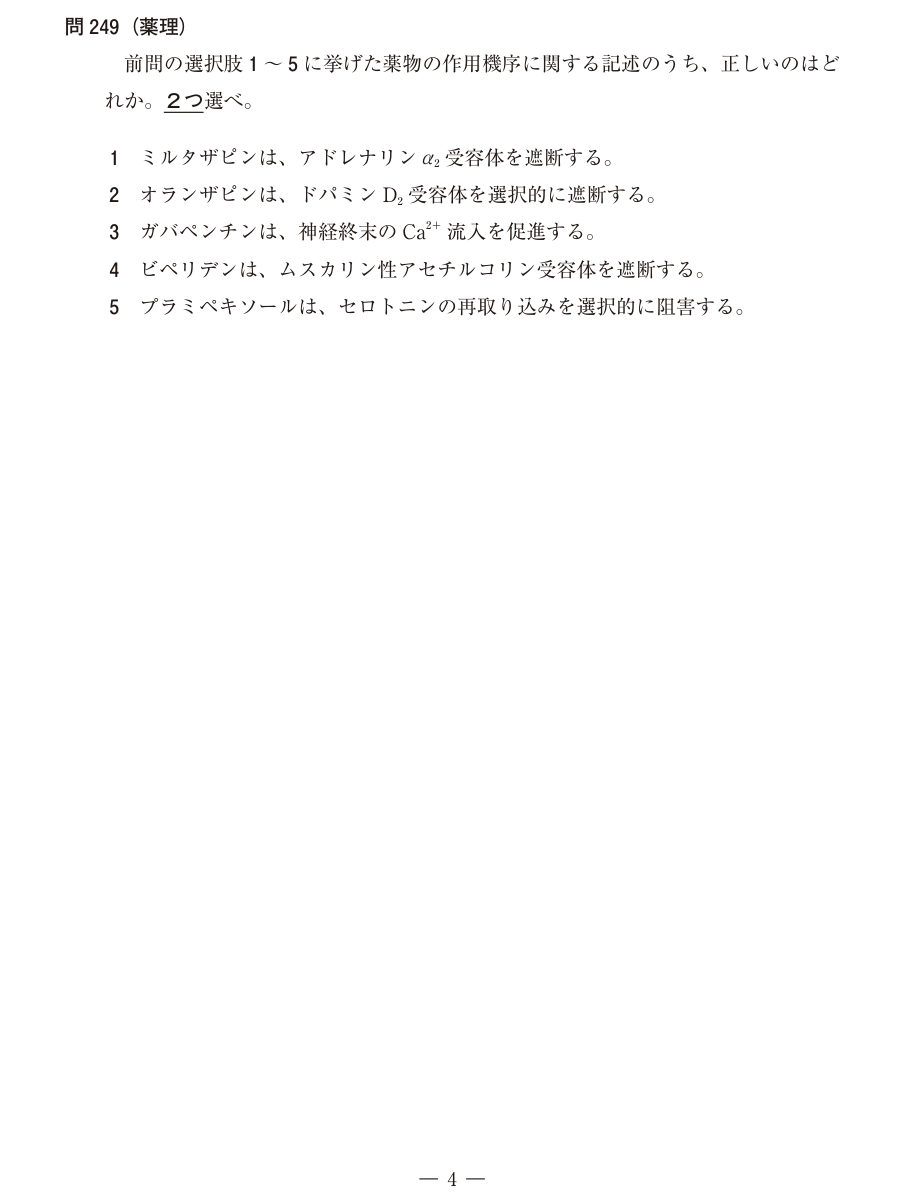 問 249（薬理）
前問の選択肢 1 ～ 5 に挙げた薬物の作用機序に関する記述のうち、正しいのはど
れか。２つ選べ。
1 ミルタザピンは、アドレナリン α₂ 受容体を遮断する。
2 オランザピンは、ドパミン D₂ 受容体を選択的に遮断する。
3 ガバペンチンは、神経終末の Ca²⁺ 流入を促進する。
4 ビペリデンは、ムスカリン性アセチルコリン受容体を遮断する。
5 プラミペキソールは、セロトニンの再取り込みを選択的に阻害する。
― 4 ―